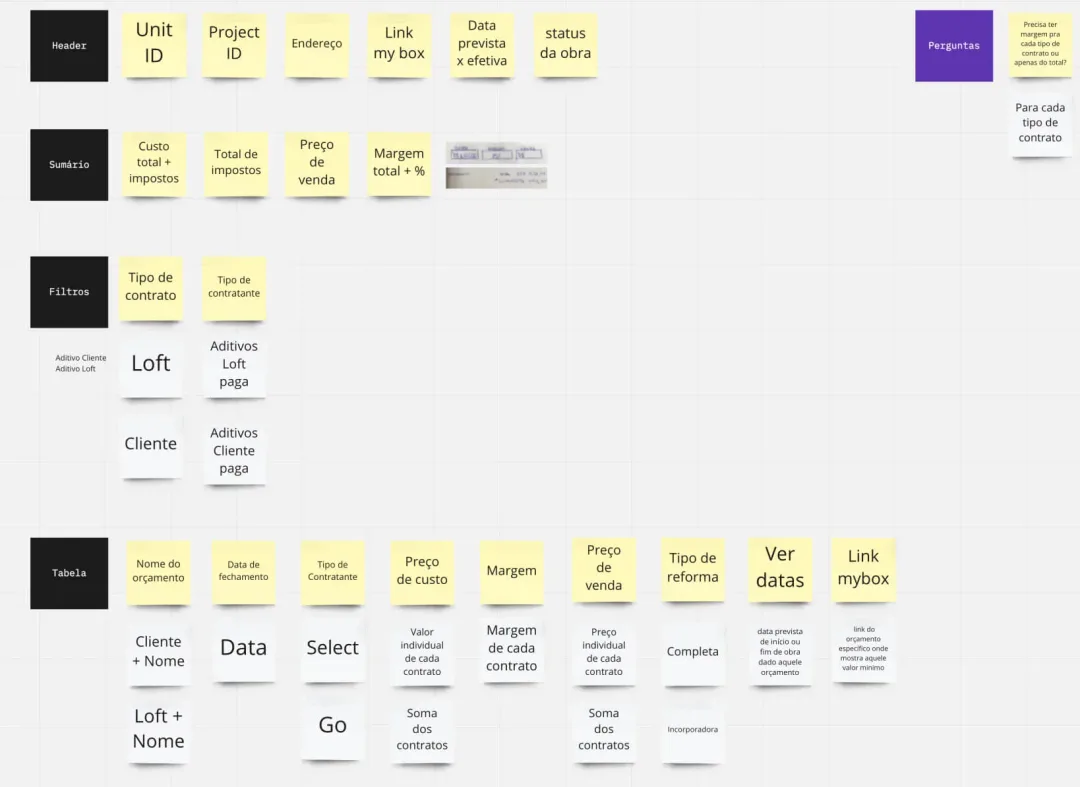 Header
Unit
ID
Project
ID
Endereço
Link
my box
Data
prevista
x efetiva
status
da obra
Perguntas
Precisa ter
margem pra
cada tipo de
contrato ou
apenas do total?
Para cada
tipo de
contrato
Sumário
Custo
total +
impostos
Total de
impostos
Preço
de
venda
Margem
total + %
Filtros
Tipo de
contrato
Tipo de
contratante
Aditivo Cliente
Aditivo Loft
Loft
Aditivos
Loft
paga
Cliente
Aditivos
Cliente
paga
Tabela
Nome do
orçamento
Data de
fechamento
Tipo de
Contratante
Preço
de custo
Margem
Preço
de
venda
Tipo de
reforma
Ver
datas
Link
mybox
Cliente
+ Nome
Data
Select
Valor
individual
de cada
contrato
Margem
de cada
contrato
Preço
individual
de cada
contrato
Completa
data prevista
de início ou
fim de obra
dado aquele
orçamento
link do
orçamento
específico onde
mostra aquele
valor mínimo
Loft +
Nome
Go
Soma
dos
contratos
Soma
dos
contratos
Incorporadora